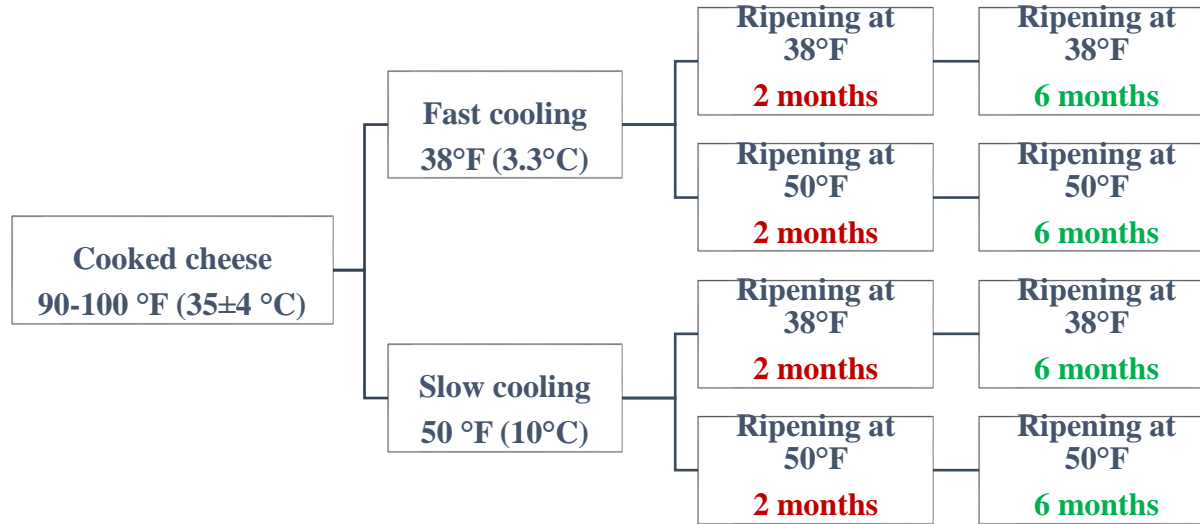 Cooked cheese
90-100 °F (35±4 °C)
Fast cooling
38°F (3.3°C)
Slow cooling
50 °F (10°C)
Ripening at
38°F
2 months
Ripening at
38°F
6 months
Ripening at
50°F
2 months
Ripening at
50°F
6 months
Ripening at
38°F
2 months
Ripening at
38°F
6 months
Ripening at
50°F
2 months
Ripening at
50°F
6 months